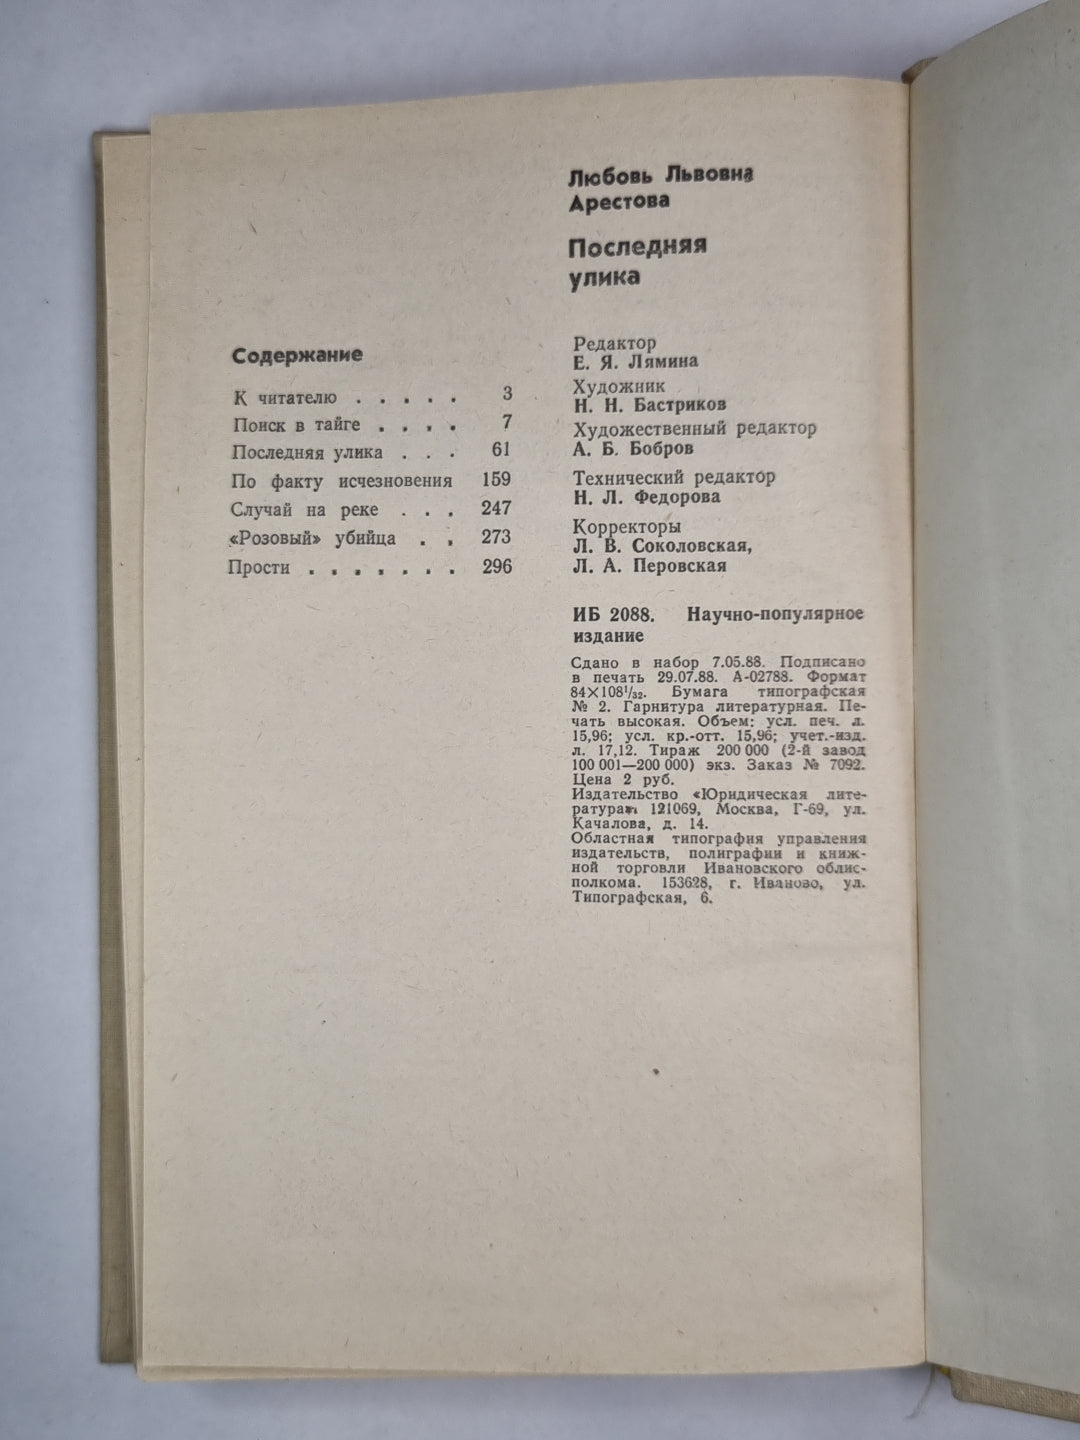 Содержание
К читателю . . . . . 3
Поиск в тайге . . . . 7
Последняя улика . . . 61
По факту исчезновения 159
Случай на реке . . . 247
«Розовый» убийца . . 273
Прости . . . . . . . 296
Любовь Львовна
Арестова
Последняя
улика
Редактор
Е. Я. Лямина
Художник
Н. Н. Бастриков
Художественный редактор
А. Б. Бобров
Технический редактор
Н. Л. Федорова
Корректоры
Л. В. Соколовская,
Л. А. Перовская
ИБ 2088. Научно-популярное
издание
Сдано в набор 7.05.88. Подписано
в печать 29.07.88. А-02788. Формат
84×108¹/₃₂. Бумага типографская
№ 2. Гарнитура литературная. Пе-
чать высокая. Объем: усл. печ. л.
15,96; усл. кр.-отт. 15,96; учет.-изд.
л. 17,12. Тираж 200 000 (2-й завод
100 001—200 000) экз. Заказ № 7092.
Цена 2 руб.
Издательство «Юридическая лите-
ратура» 121069, Москва, Г-69, ул.
Качалова, д. 14.
Областная типография управления
издательств, полиграфии и книж-
ной торговли Ивановского облис-
полкома. 153628, г. Иваново, ул.
Типографская, 6.